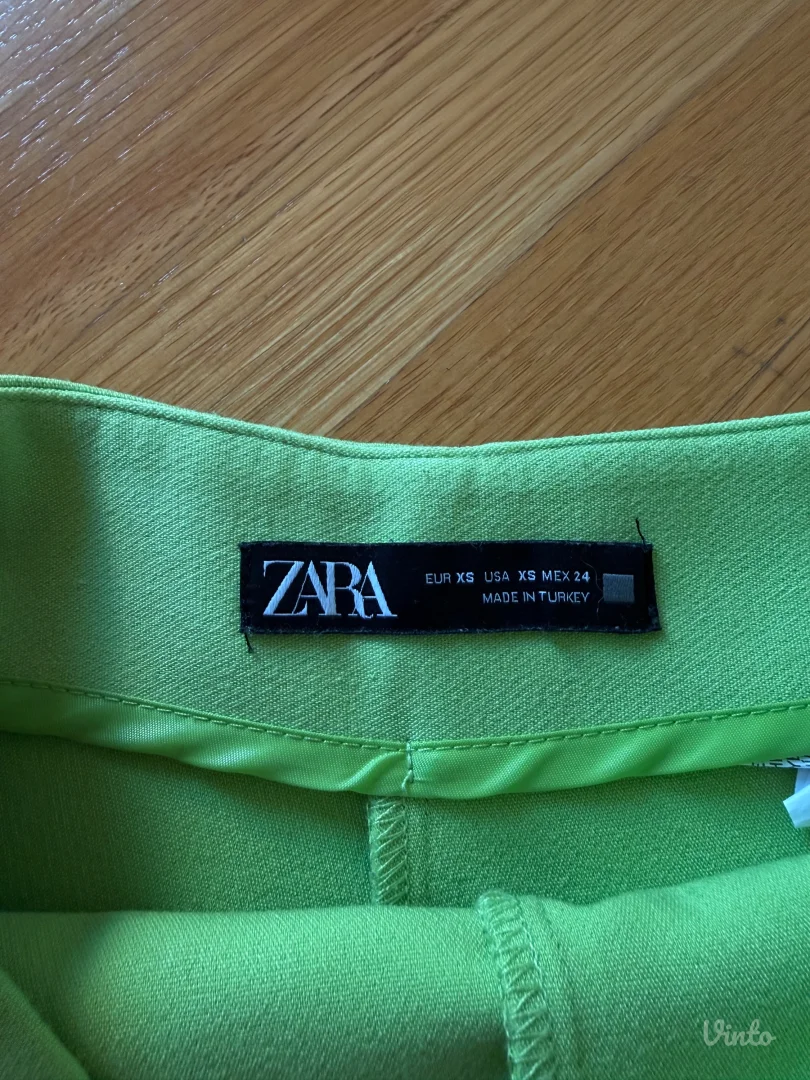 ZARA
EUR XS USA XS MEX 24
MADE IN TURKEY
Vinto